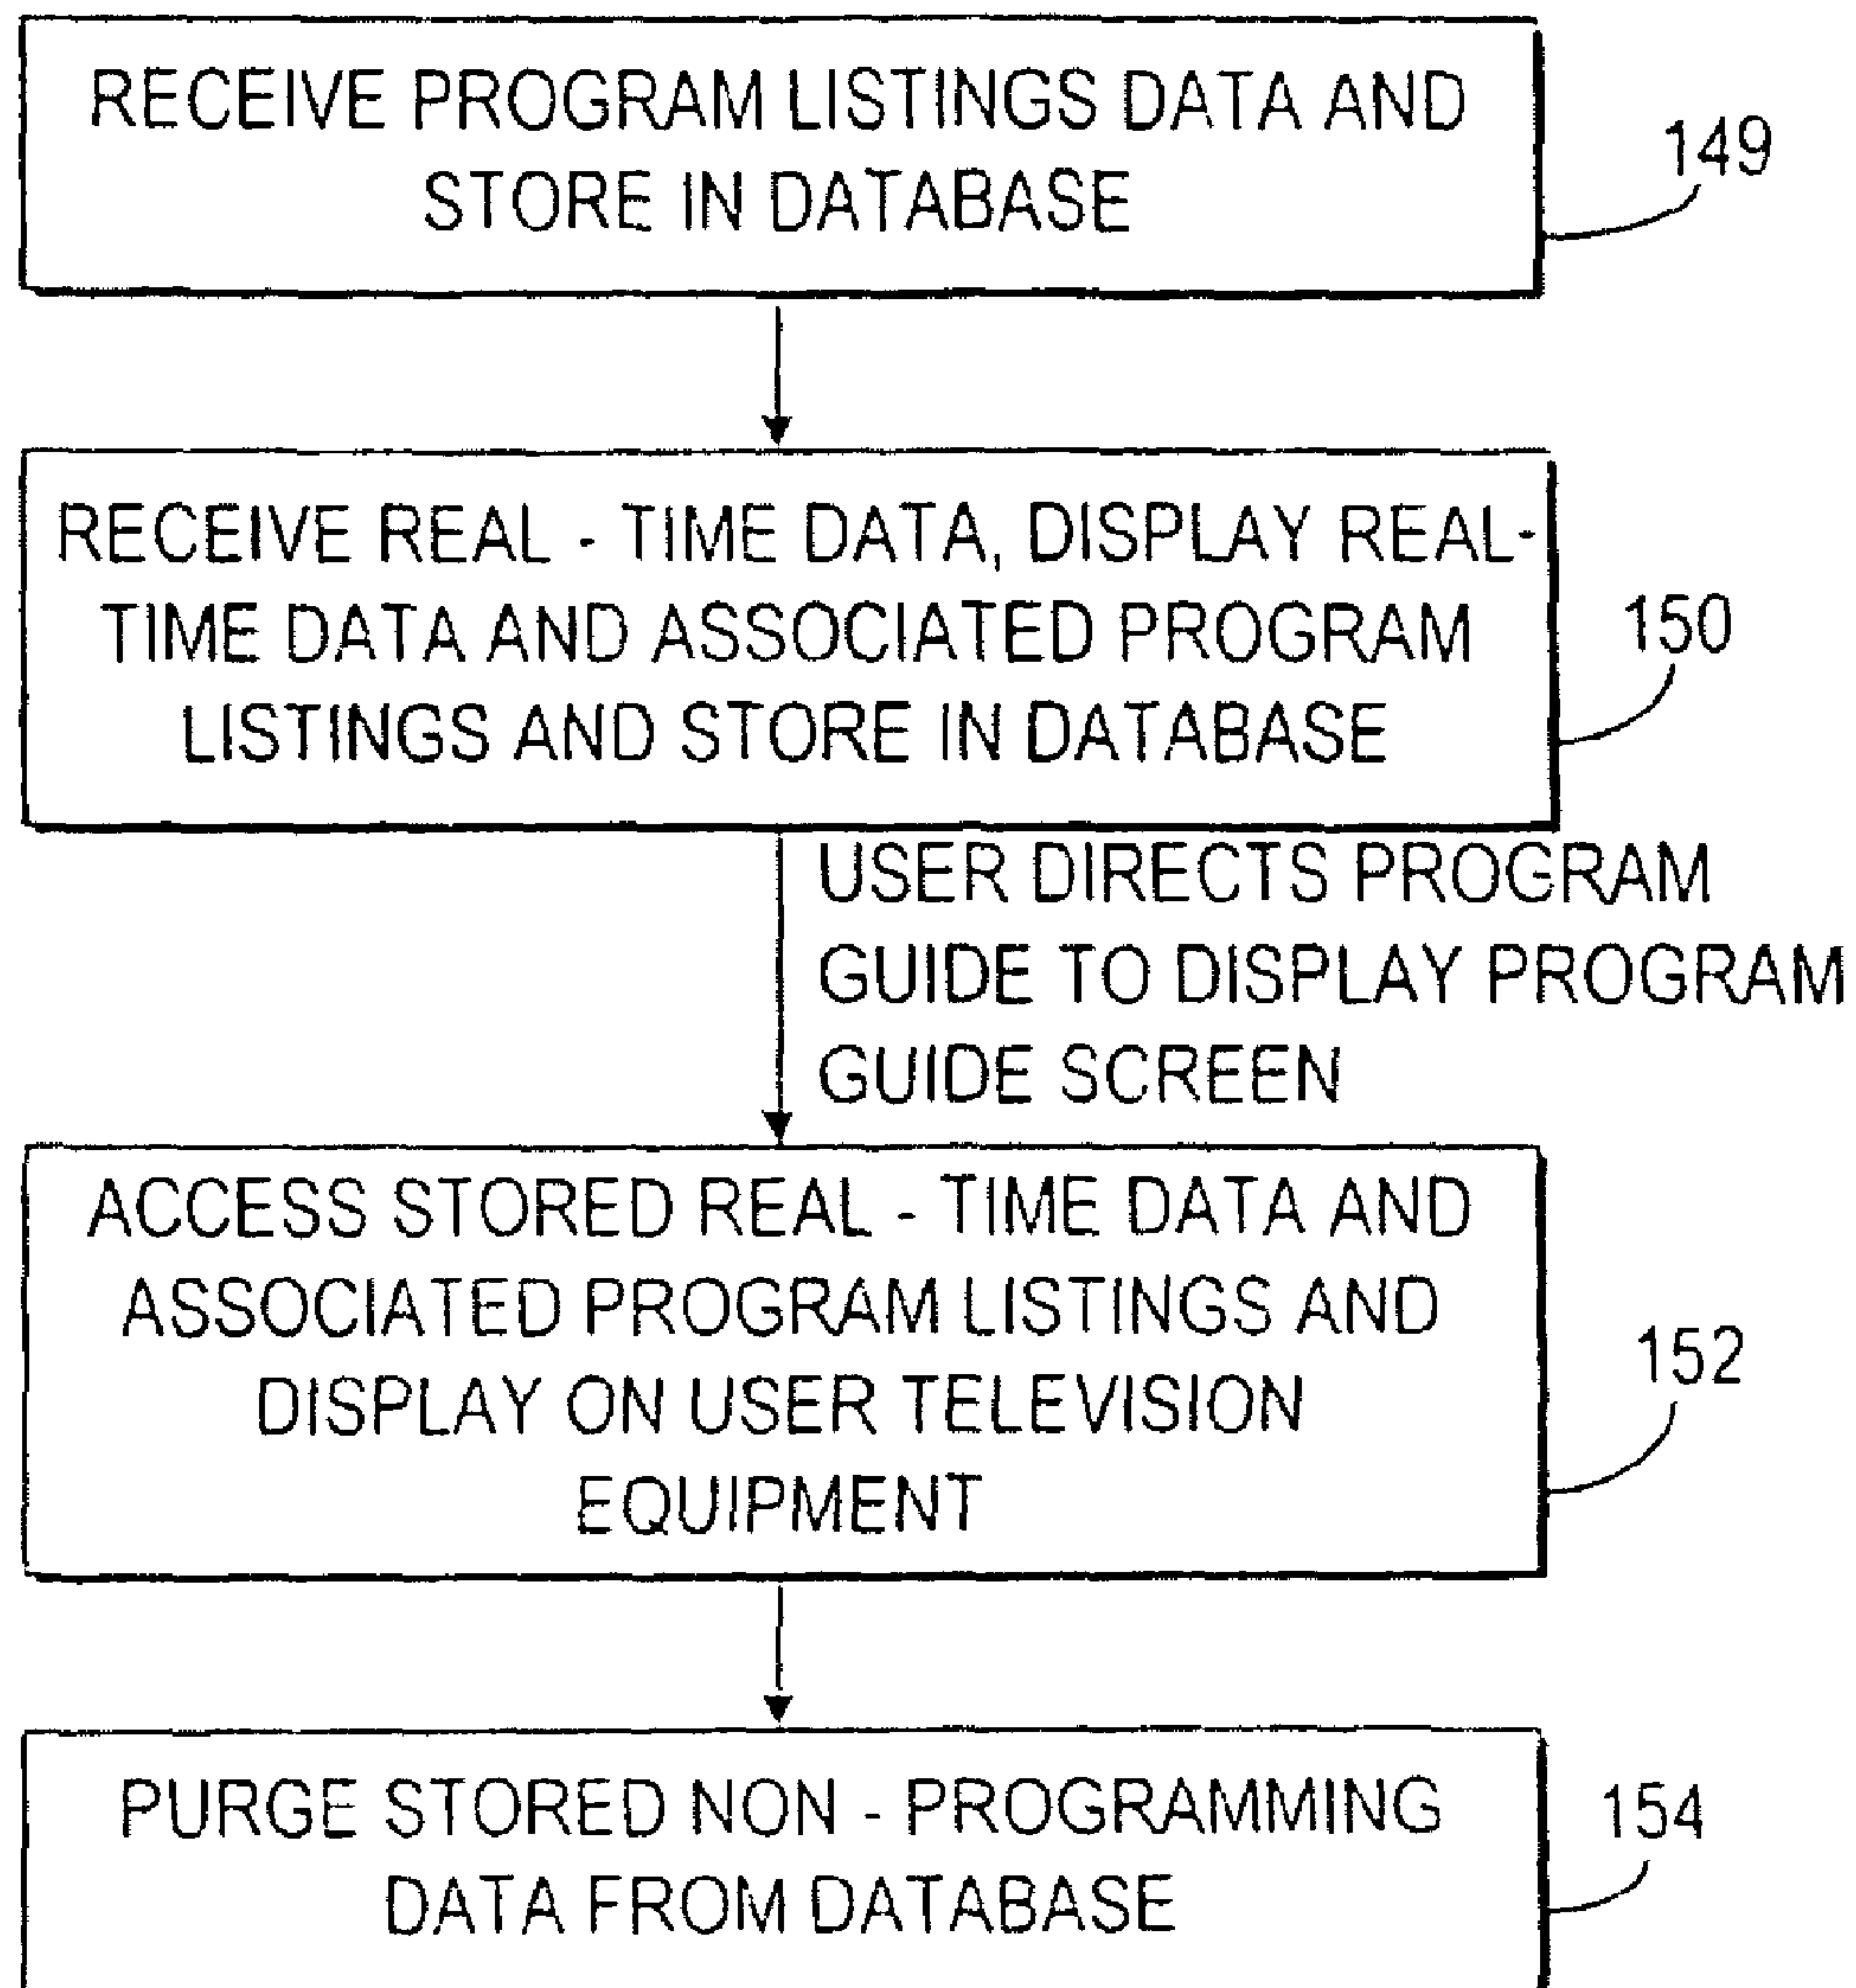 RECEIVE PROGRAM LISTINGS DATA AND
STORE IN DATABASE
149
RECEIVE REAL - TIME DATA, DISPLAY REAL-
TIME DATA AND ASSOCIATED PROGRAM
LISTINGS AND STORE IN DATABASE
150
USER DIRECTS PROGRAM
GUIDE TO DISPLAY PROGRAM
GUIDE SCREEN
ACCESS STORED REAL - TIME DATA AND
ASSOCIATED PROGRAM LISTINGS AND
DISPLAY ON USER TELEVISION
EQUIPMENT
152
PURGE STORED NON - PROGRAMMING
DATA FROM DATABASE
154